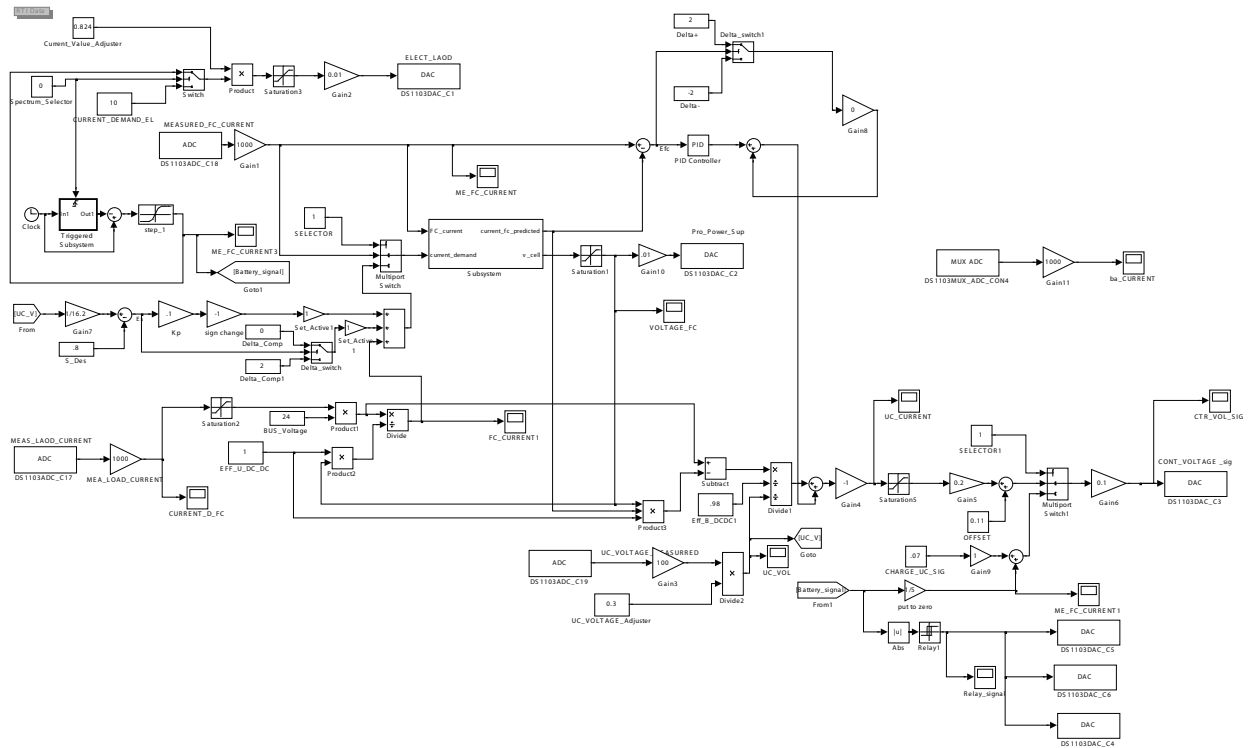 RTI Data
0.824
Current_Value_Adjuster
0
Spectrum_Selector
10
CURRENT_DEMAND_EL
Switch
×
Product
Saturation3
0.01
Gain2
ELECT_LAOD
DAC
DS1103DAC_C1
2
Delta+
-2
Delta-
Delta_switch1
0
Gain8
MEASURED_FC_CURRENT
ADC
DS1103ADC_C18
1000
Gain1
ME_FC_CURRENT
Efc
PID
PID Controller
Clock
In1
Out1
Triggered
Subsystem
step_1
ME_FC_CURRENT3
[Battery_signal]
Goto1
1
SELECTOR
Multiport
Switch
FC_current
current_demand
current_fc_predicted
v_cell
Subsystem
Saturation1
.01
Gain10
Pro_Power_Sup
DAC
DS1103DAC_C2
VOLTAGE_FC
MUX ADC
DS1103MUX_ADC_CON4
1000
Gain11
ba_CURRENT
[UC_V]
From
1/16.2
Gain7
.8
S_Des
.1
Kp
-1
sign change
1
Set_Active1
0
Delta_Comp
2
Delta_Comp1
Delta_switch
1
Set_Active
1
MEAS_LAOD_CURRENT
ADC
DS1103ADC_C17
1000
MEA_LOAD_CURRENT
Saturation2
CURRENT_D_FC
24
BUS_Voltage
1
EFF_U_DC_DC
×
Product1
×
Product2
×
÷
Divide
FC_CURRENT1
×
Product3
Subtract
.98
Eff_B_DCDC1
×
÷
÷
Divide1
-1
Gain4
UC_CURRENT
Saturation5
0.2
Gain5
0.11
OFFSET
1
SELECTOR1
Multiport
Switch1
0.1
Gain6
CTR_VOL_SIG
CONT_VOLTAGE _sig
DAC
DS1103DAC_C3
.07
CHARGE_UC_SIG
1
Gain9
ADC
DS1103ADC_C19
UC_VOLTAGE_MEASURRED
100
Gain3
0.3
UC_VOLTAGE_Adjuster
×
Divide2
[UC_V]
Goto
UC_VOL
[Battery_signal]
From1
1/5
put to zero
ME_FC_CURRENT1
|u|
Abs
Relay1
Relay_signal
DAC
DS1103DAC_C5
DAC
DS1103DAC_C6
DAC
DS1103DAC_C4